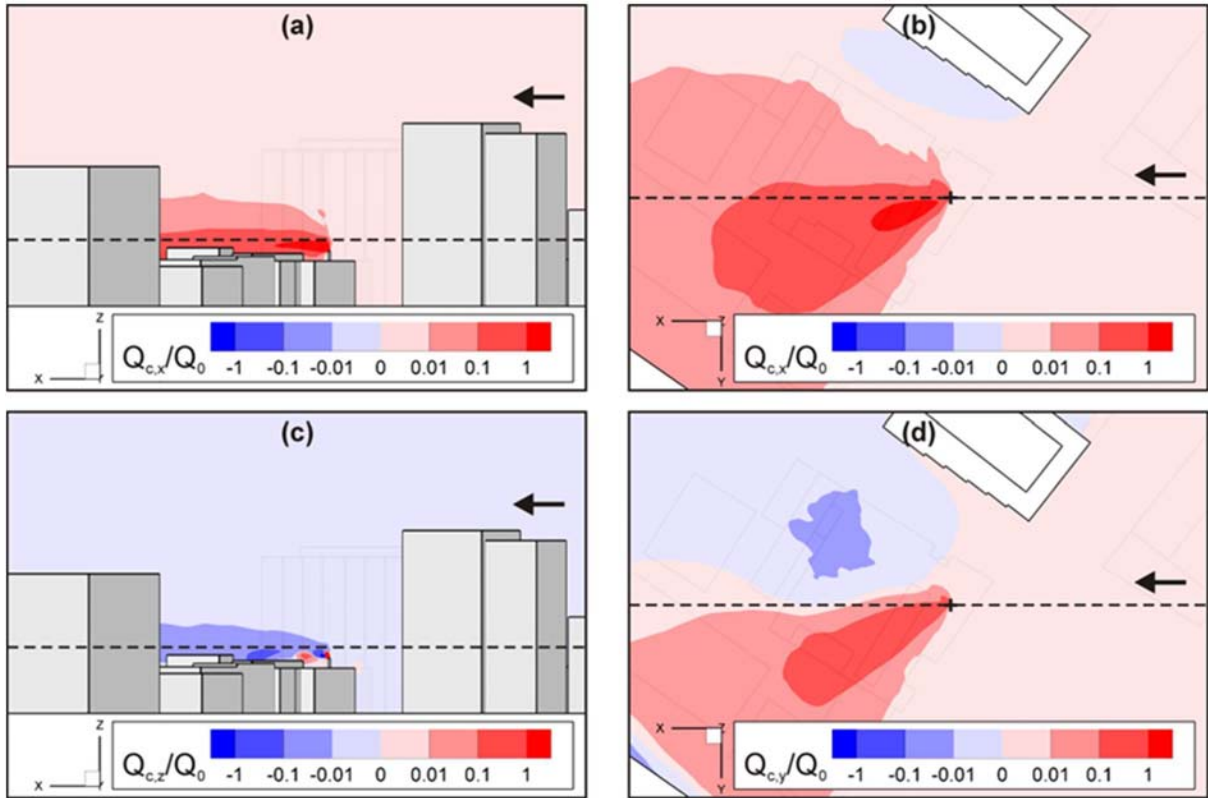 (a)
Z
X
Y
Q_c,x/Q_0
-1 -0.1 -0.01 0 0.01 0.1 1
(b)
X Z
Y
Q_c,x/Q_0
-1 -0.1 -0.01 0 0.01 0.1 1
(c)
Z
X
Y
Q_c,z/Q_0
-1 -0.1 -0.01 0 0.01 0.1 1
(d)
X Z
Y
Q_c,y/Q_0
-1 -0.1 -0.01 0 0.01 0.1 1